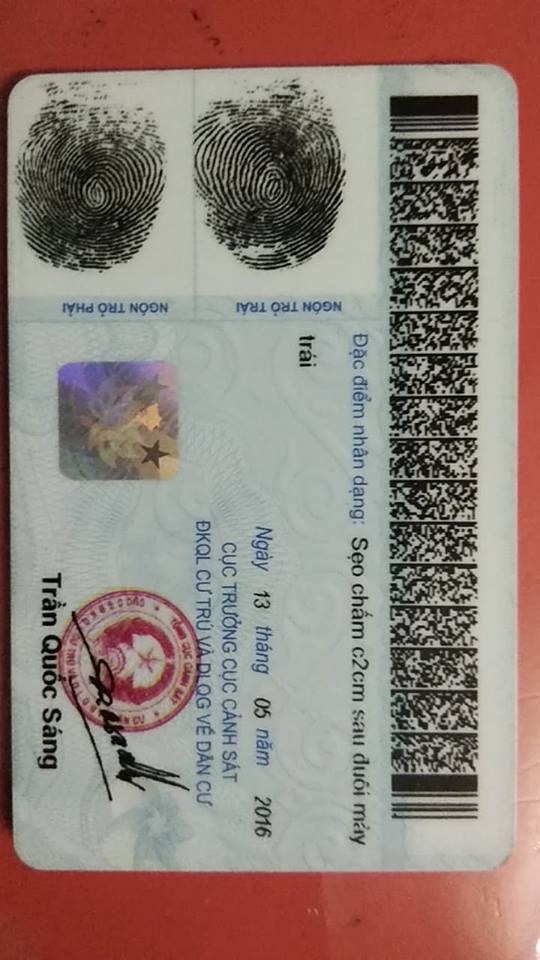 Đặc điểm nhân dạng: Sẹo chấm c2cm sau đuôi mày
trái
NGÓN TRỎ TRÁI
NGÓN TRỎ PHẢI
Ngày 13 tháng 05 năm 2016
CỤC TRƯỞNG CỤC CẢNH SÁT
ĐKQL CƯ TRÚ VÀ DLQG VỀ DÂN CƯ
Trần Quốc Sáng